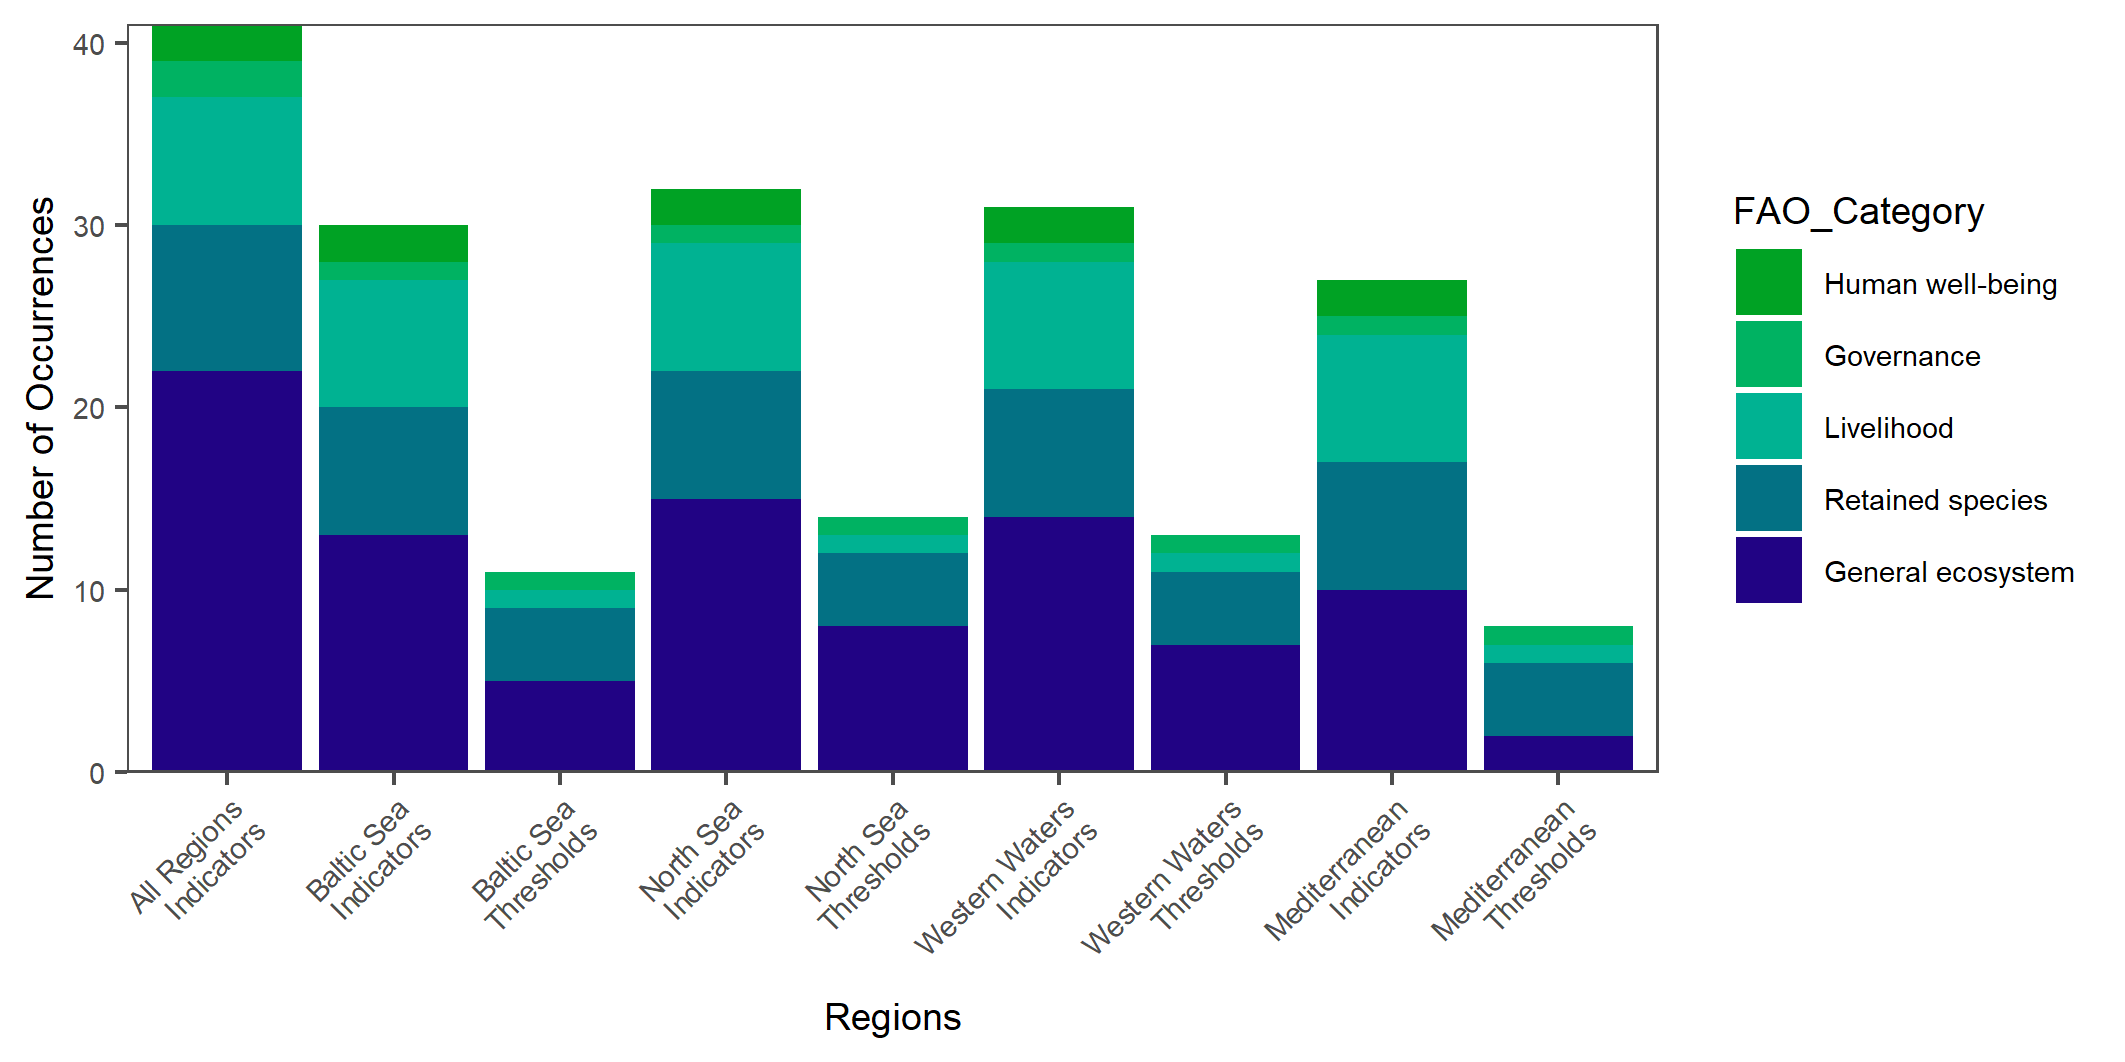 40
30
20
10
0
Number of Occurrences
All Regions
Indicators
Baltic Sea
Indicators
Baltic Sea
Thresholds
North Sea
Indicators
North Sea
Thresholds
Western Waters
Indicators
Western Waters
Thresholds
Mediterranean
Indicators
Mediterranean
Thresholds
Regions
FAO_Category
Human well-being
Governance
Livelihood
Retained species
General ecosystem